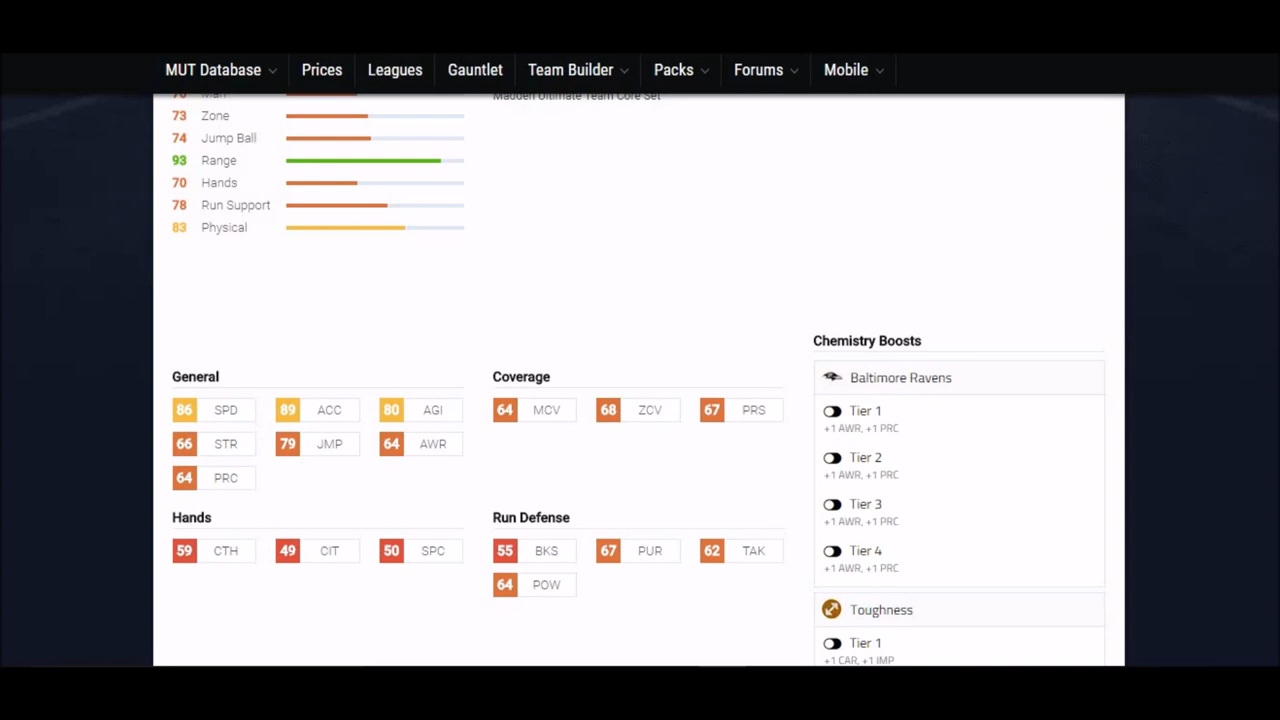 MUT Database Prices Leagues Gauntlet Team Builder Packs Forums Mobile
Man
Madden Ultimate Team Core Set
73 Zone
74 Jump Ball
93 Range
70 Hands
78 Run Support
83 Physical
General
86 SPD 89 ACC 80 AGI
66 STR 79 JMP 64 AWR
64 PRC
Hands
59 CTH 49 CIT 50 SPC
Coverage
64 MCV 68 ZCV 67 PRS
Run Defense
55 BKS 67 PUR 62 TAK
64 POW
Chemistry Boosts
Baltimore Ravens
Tier 1
+1 AWR, +1 PRC
Tier 2
+1 AWR, +1 PRC
Tier 3
+1 AWR, +1 PRC
Tier 4
+1 AWR, +1 PRC
Toughness
Tier 1
+1 CAR, +1 IMP